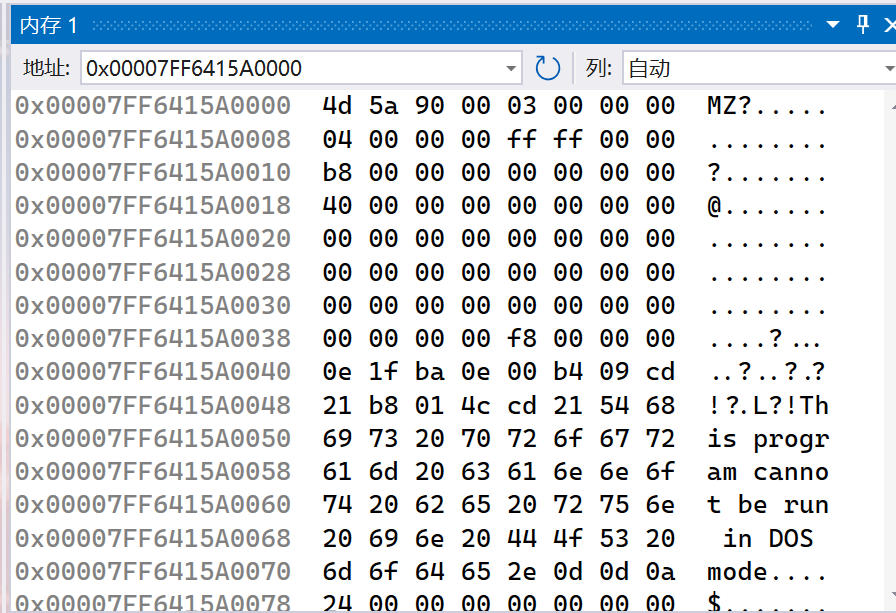 内存 1
地址: 0x00007FF6415A0000 列: 自动
0x00007FF6415A0000 4d 5a 90 00 03 00 00 00 MZ?.....
0x00007FF6415A0008 04 00 00 00 ff ff 00 00 ........
0x00007FF6415A0010 b8 00 00 00 00 00 00 00 ?.......
0x00007FF6415A0018 40 00 00 00 00 00 00 00 @.......
0x00007FF6415A0020 00 00 00 00 00 00 00 00 ........
0x00007FF6415A0028 00 00 00 00 00 00 00 00 ........
0x00007FF6415A0030 00 00 00 00 00 00 00 00 ........
0x00007FF6415A0038 00 00 00 00 f8 00 00 00 ....?...
0x00007FF6415A0040 0e 1f ba 0e 00 b4 09 cd ..?..?.?
0x00007FF6415A0048 21 b8 01 4c cd 21 54 68 !?.L?!Th
0x00007FF6415A0050 69 73 20 70 72 6f 67 72 is progr
0x00007FF6415A0058 61 6d 20 63 61 6e 6e 6f am canno
0x00007FF6415A0060 74 20 62 65 20 72 75 6e t be run
0x00007FF6415A0068 20 69 6e 20 44 4f 53 20 in DOS
0x00007FF6415A0070 6d 6f 64 65 2e 0d 0d 0a mode....
0x00007FF6415A0078 24 00 00 00 00 00 00 00 $.......